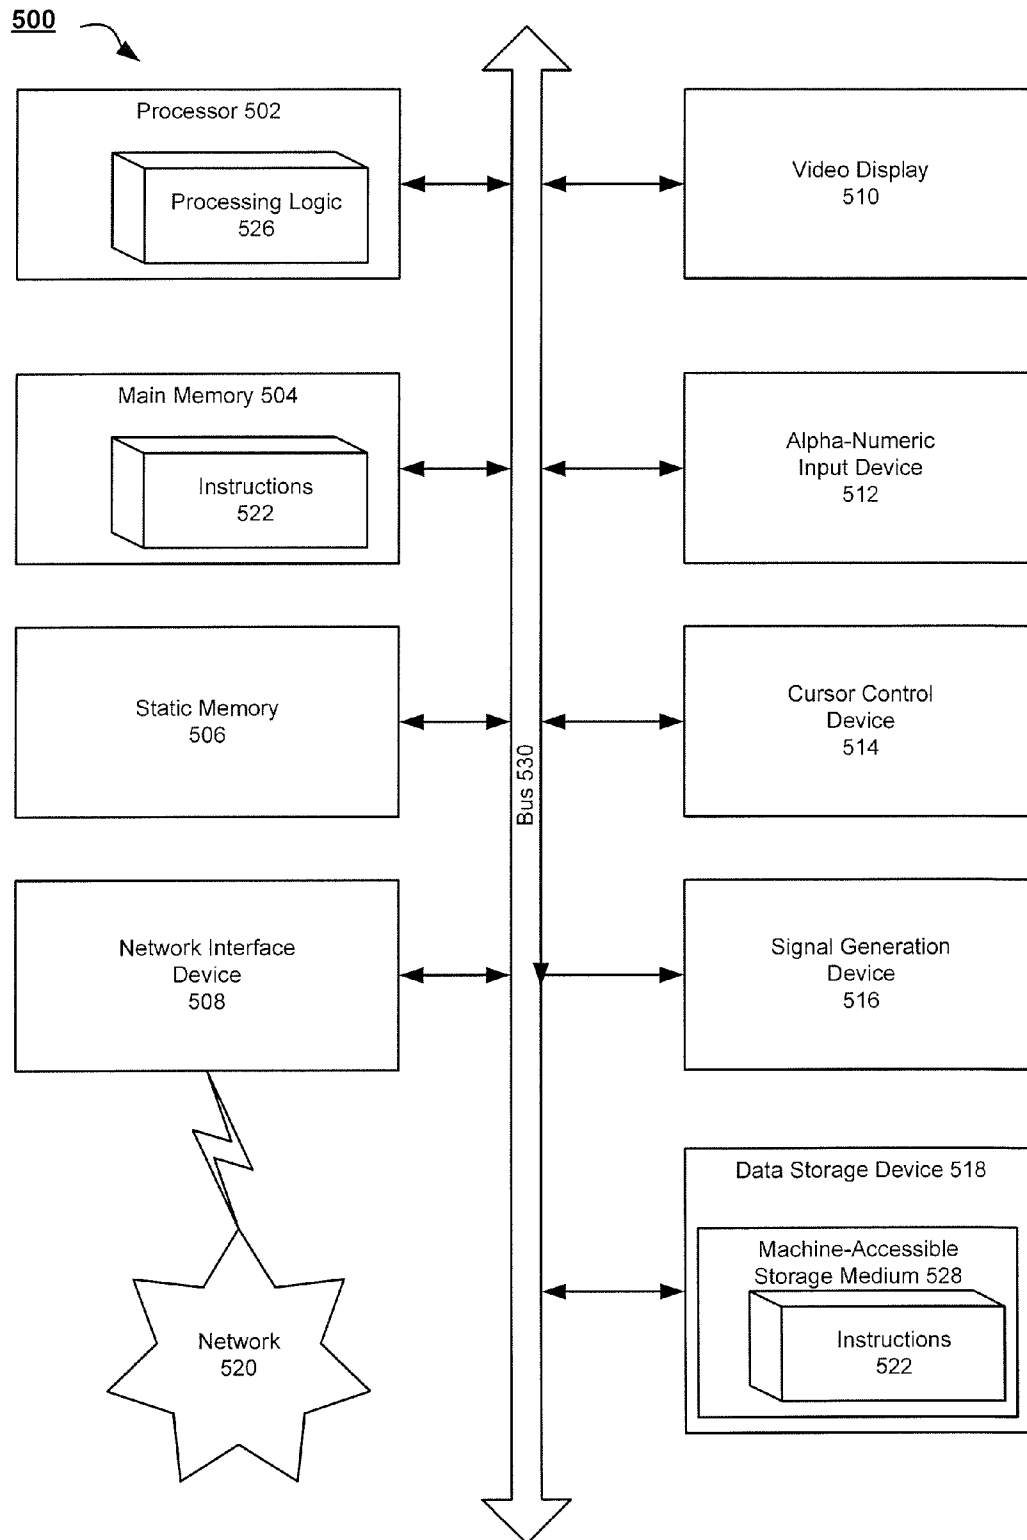 500
Processor 502
Processing Logic
526
Main Memory 504
Instructions
522
Static Memory
506
Network Interface
Device
508
Network
520
Bus 530
Video Display
510
Alpha-Numeric
Input Device
512
Cursor Control
Device
514
Signal Generation
Device
516
Data Storage Device 518
Machine-Accessible
Storage Medium 528
Instructions
522